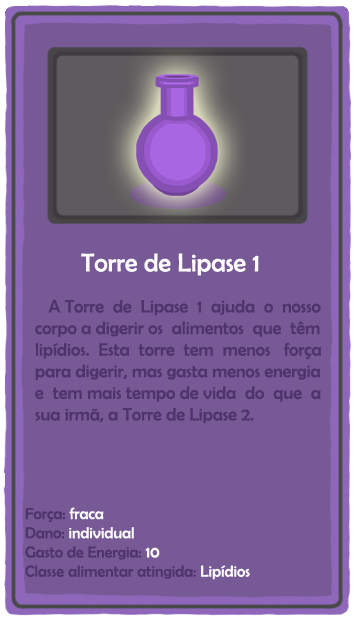 Torre de Lipase 1
A Torre de Lipase 1 ajuda o nosso
corpo a digerir os alimentos que têm
lipídios. Esta torre tem menos força
para digerir, mas gasta menos energia
e tem mais tempo de vida do que a
sua irmã, a Torre de Lipase 2.
Força: fraca
Dano: individual
Gasto de Energia: 10
Classe alimentar atingida: Lipídios